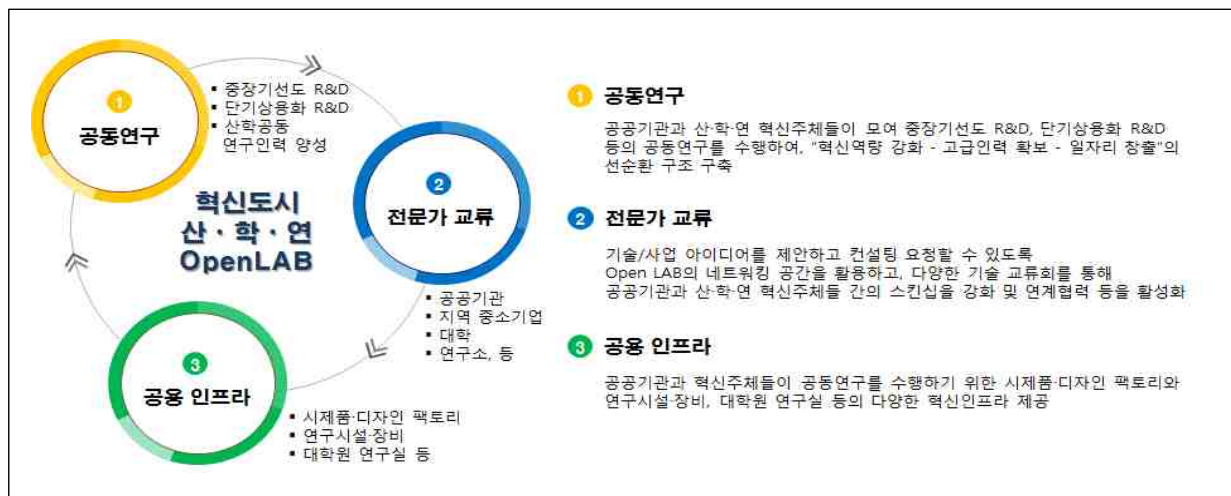 1
공동연구
▪ 중장기선도 R&D
▪ 단기상용화 R&D
▪ 산학공동
연구인력 양성
혁신도시
산 · 학 · 연
OpenLAB
2
전문가 교류
▪ 공공기관
▪ 지역 중소기업
▪ 대학
▪ 연구소, 등
3
공용 인프라
▪ 시제품·디자인 팩토리
▪ 연구시설·장비
▪ 대학원 연구실 등
1 공동연구
공공기관과 산·학·연 혁신주체들이 모여 중장기선도 R&D, 단기상용화 R&D
등의 공동연구를 수행하여, "혁신역량 강화 - 고급인력 확보 - 일자리 창출"의
선순환 구조 구축
2 전문가 교류
기술/사업 아이디어를 제안하고 컨설팅 요청할 수 있도록
Open LAB의 네트워킹 공간을 활용하고, 다양한 기술 교류회를 통해
공공기관과 산·학·연 혁신주체들 간의 스킨십을 강화 및 연계협력 등을 활성화
3 공용 인프라
공공기관과 혁신주체들이 공동연구를 수행하기 위한 시제품·디자인 팩토리와
연구시설·장비, 대학원 연구실 등의 다양한 혁신인프라 제공